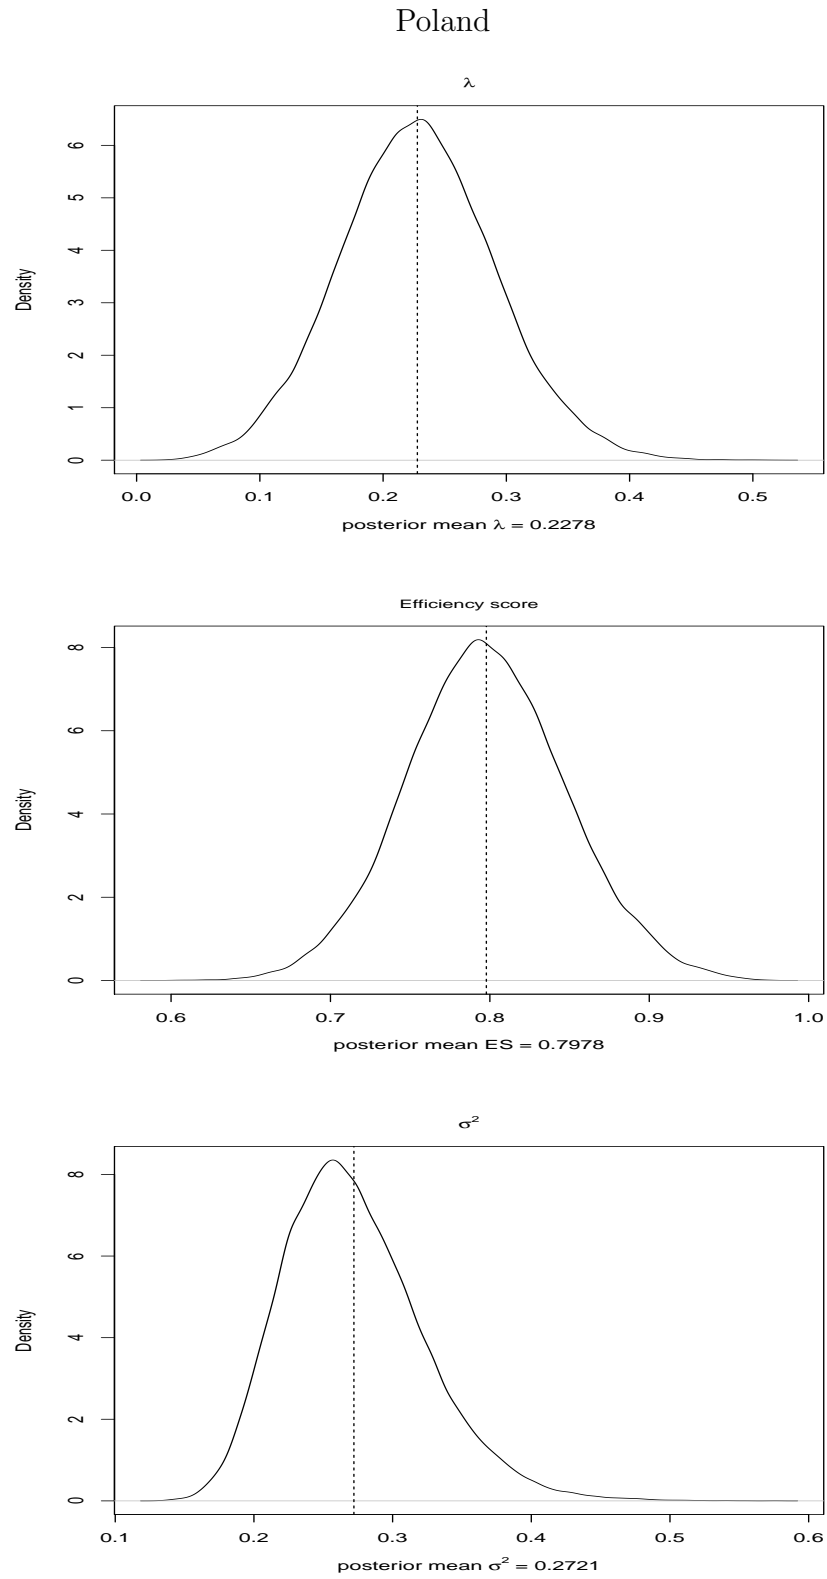 Poland
λ
Density
6
5
4
3
2
1
0
0.0 0.1 0.2 0.3 0.4 0.5
posterior mean λ = 0.2278
Efficiency score
Density
8
6
4
2
0
0.6 0.7 0.8 0.9 1.0
posterior mean ES = 0.7978
σ²
Density
8
6
4
2
0
0.1 0.2 0.3 0.4 0.5 0.6
posterior mean σ² = 0.2721